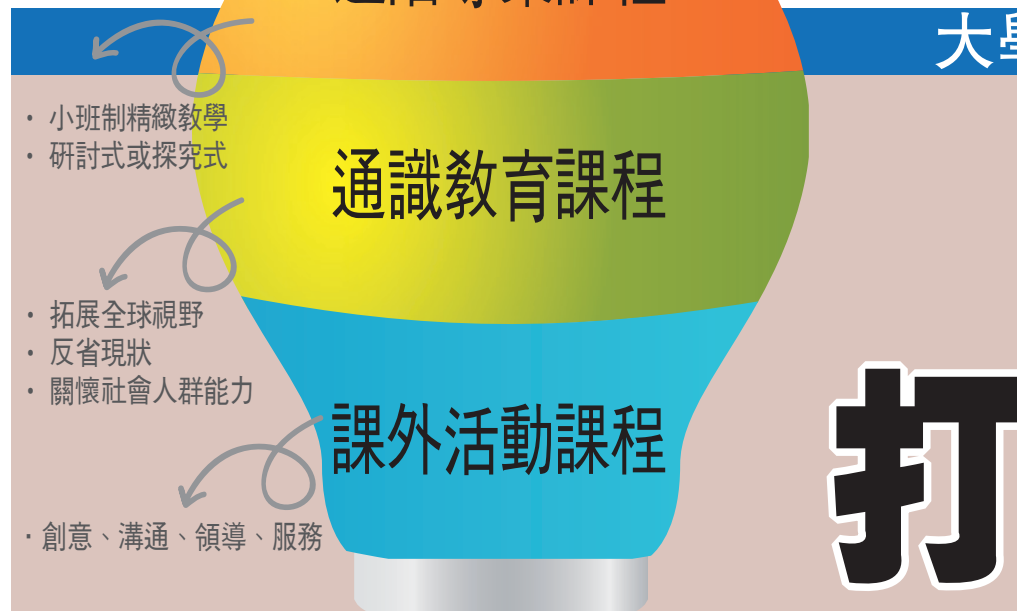 大學
• 小班制精緻教學
• 研討式或探究式
通識教育課程
• 拓展全球視野
• 反省現狀
• 關懷社會人群能力
課外活動課程
• 創意、溝通、領導、服務
打